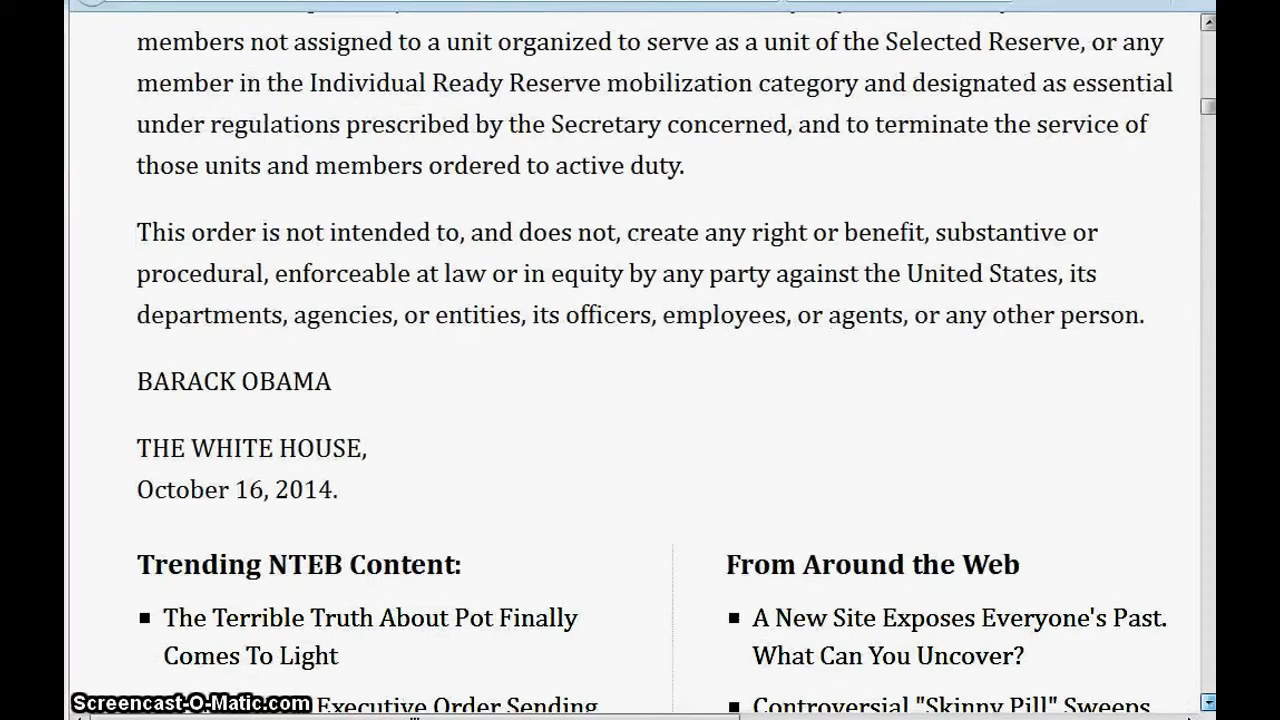 members not assigned to a unit organized to serve as a unit of the Selected Reserve, or any
member in the Individual Ready Reserve mobilization category and designated as essential
under regulations prescribed by the Secretary concerned, and to terminate the service of
those units and members ordered to active duty.
This order is not intended to, and does not, create any right or benefit, substantive or
procedural, enforceable at law or in equity by any party against the United States, its
departments, agencies, or entities, its officers, employees, or agents, or any other person.
BARACK OBAMA
THE WHITE HOUSE,
October 16, 2014.
Trending NTEB Content:
The Terrible Truth About Pot Finally
Comes To Light
Executive Order Sending
From Around the Web
A New Site Exposes Everyone's Past.
What Can You Uncover?
Controversial "Skinny Pill" Sweeps
Screencast-O-Matic.com